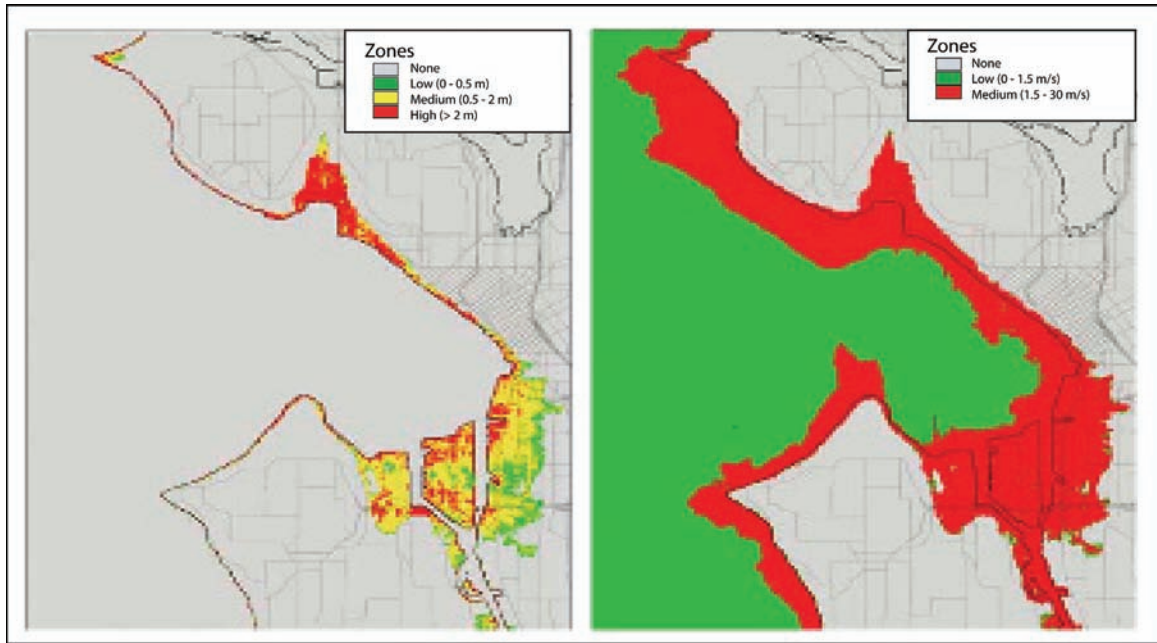 Zones
None
Low (0 - 0.5 m)
Medium (0.5 - 2 m)
High (> 2 m)
Zones
None
Low (0 - 1.5 m/s)
Medium (1.5 - 30 m/s)